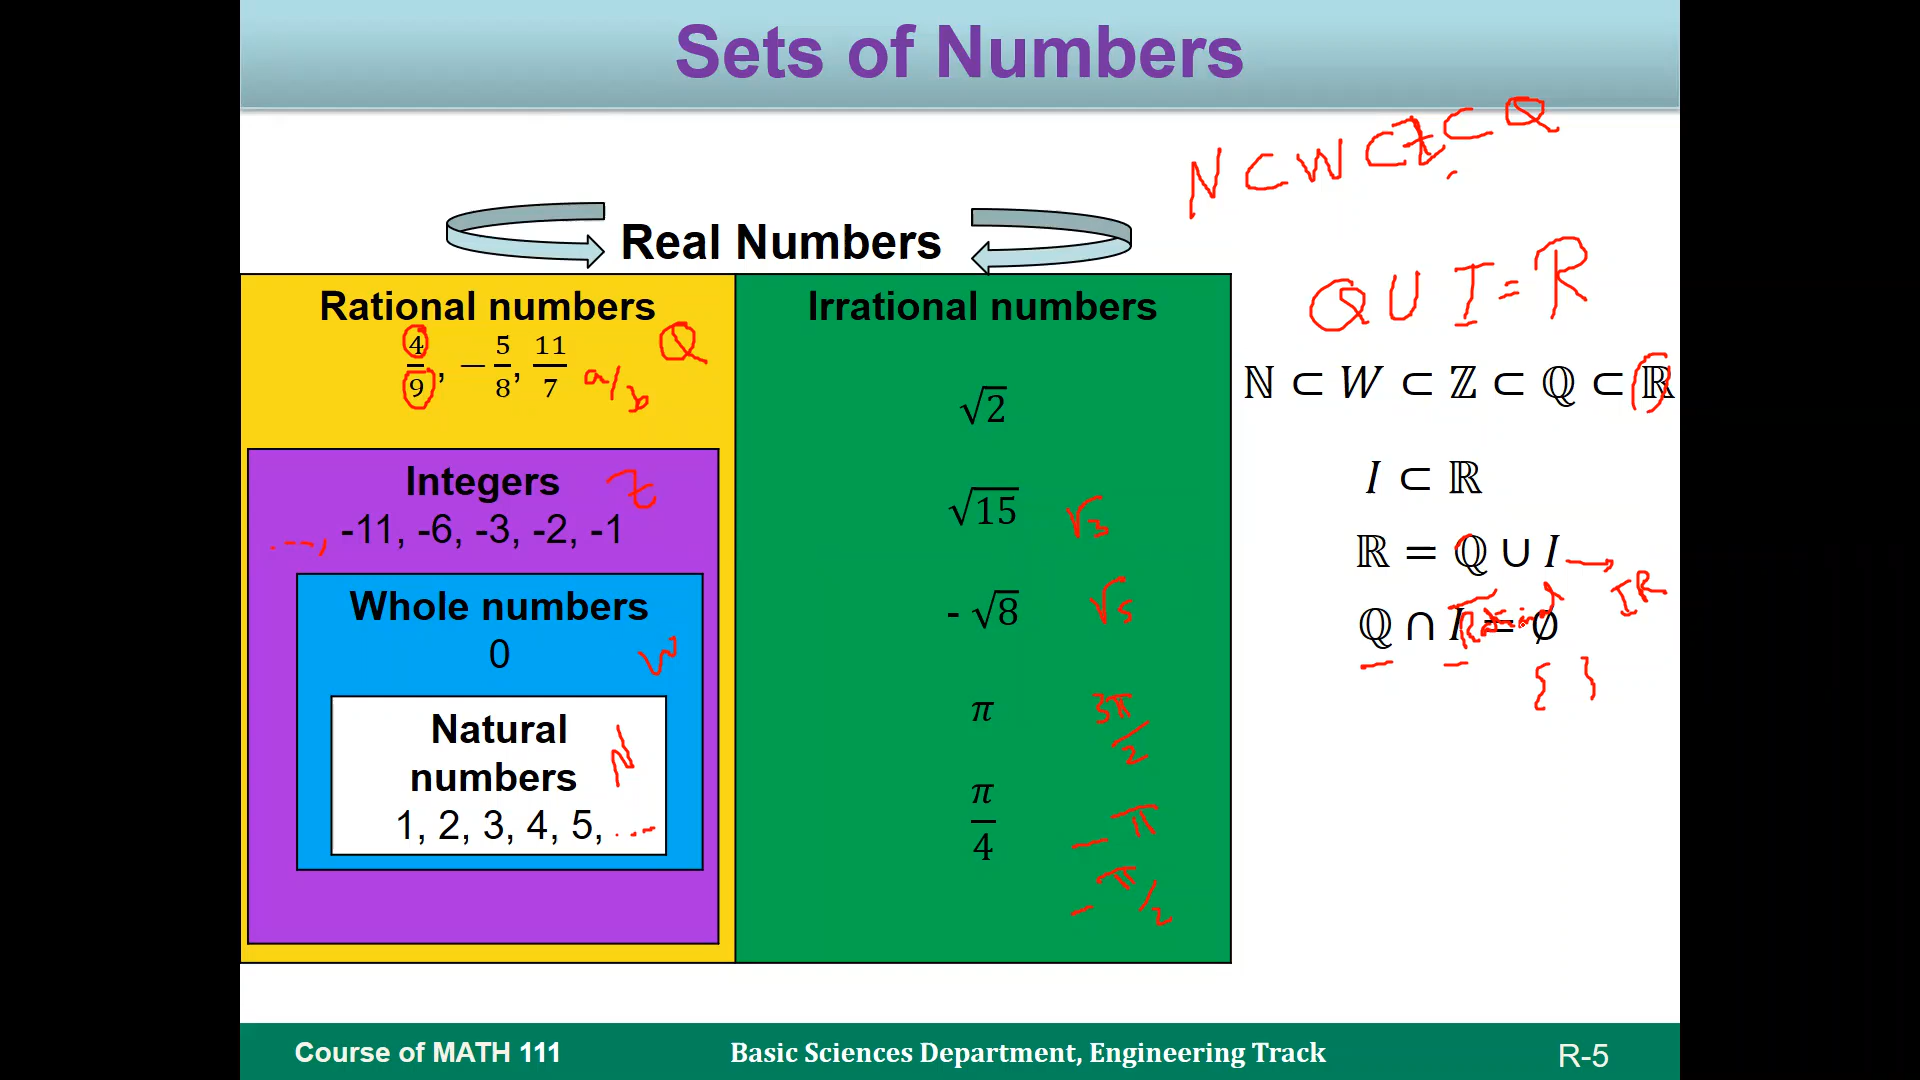 Sets of Numbers
N ⊂ W ⊂ Z ⊂ Q
Real Numbers
Rational numbers
4/9, −5/8, 11/7
a/b
Q
Integers
Z
..., -11, -6, -3, -2, -1
Whole numbers
0
W
Natural
numbers
N
1, 2, 3, 4, 5, ...
Irrational numbers
√2
√15
√3
- √8
√5
π
3π/2
π/4
-π
-π/2
Q ∪ I = R
ℕ ⊂ W ⊂ ℤ ⊂ ℚ ⊂ ℝ
I ⊂ ℝ
ℝ = ℚ ∪ I → IR
ℚ ∩ I = ∅
{ }
Course of MATH 111
Basic Sciences Department, Engineering Track
R-5